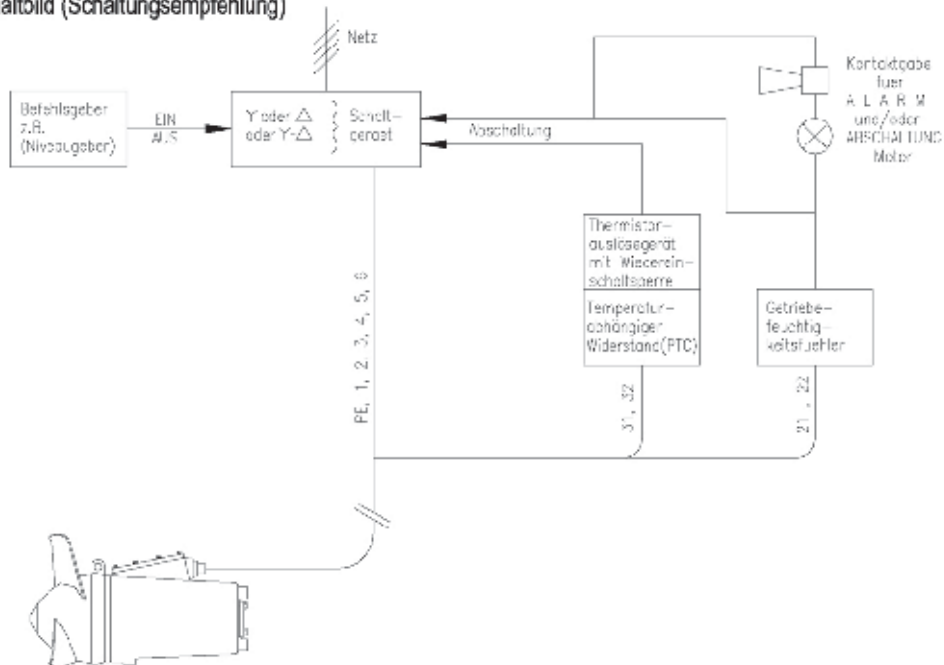 altbild (Schaltungsempfehlung)
Netz
Befehlsgeber
z.B.
(Niveaugeber)
EIN
AUS
Y oder △
oder Y-△
Schalt-
geraet
Abschaltung
Kontaktgabe
fuer
A L A R M
und/oder
ABSCHALTUNG
Motor
Thermistor-
auslösegerät
mit Wiederein-
schaltsperre
Temperatur-
abhängiger
Widerstand(PTC)
Getriebe-
feuchtig-
keitsfuehler
PE, 1, 2, 3, 4, 5, 6
31, 32
21, 22